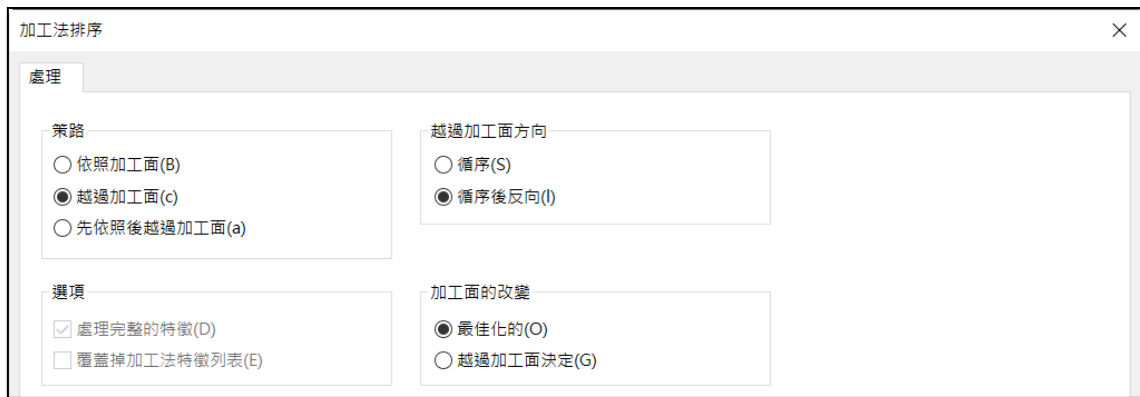 加工法排序
處理
策路
依照加工面(B)
越過加工面(c)
先依照後越過加工面(a)
越過加工面方向
循序(S)
循序後反向(I)
選項
處理完整的特徵(D)
覆蓋掉加工法特徵列表(E)
加工面的改變
最佳化的(O)
越過加工面決定(G)